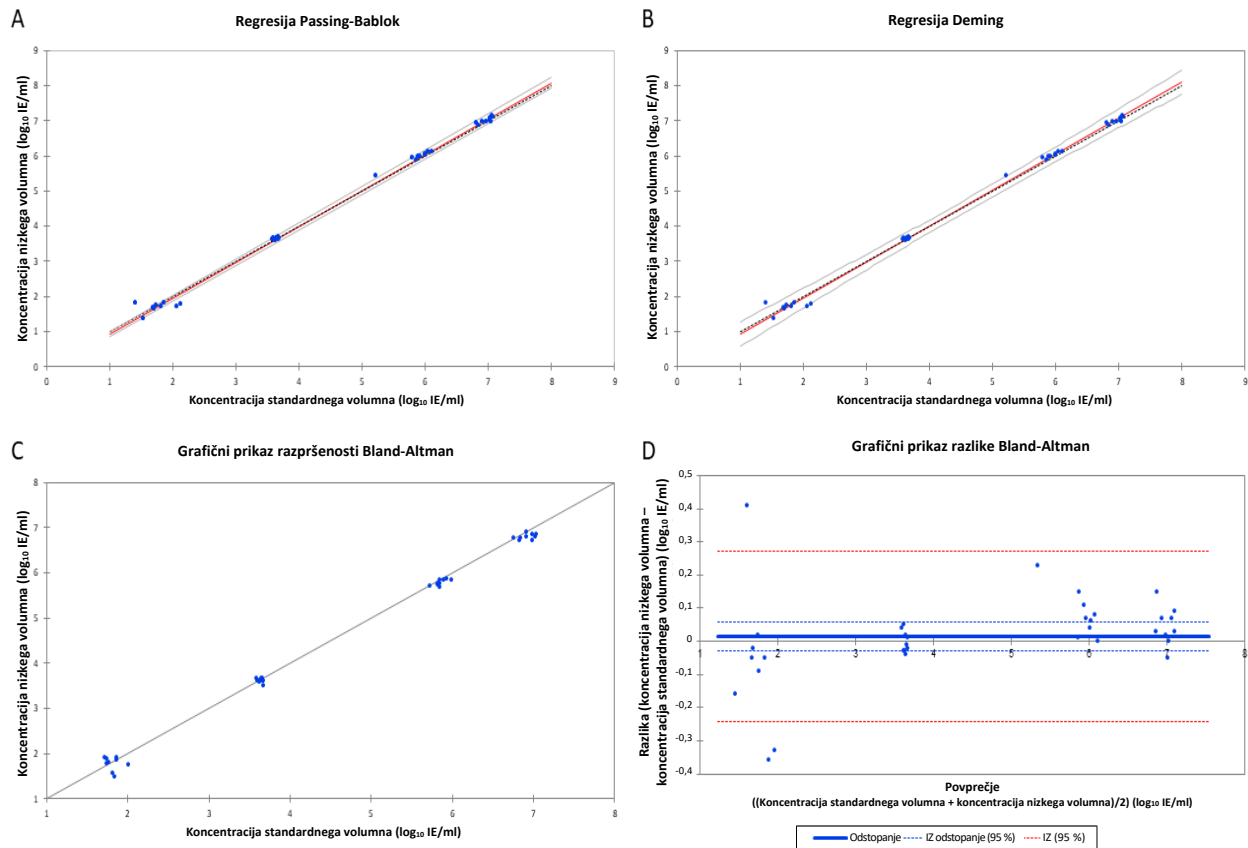 A
Regresija Passing-Bablok
Koncentracija nizkega volumna (log₁₀ IE/ml)
9
8
7
6
5
4
3
2
1
0
0 1 2 3 4 5 6 7 8 9
Koncentracija standardnega volumna (log₁₀ IE/ml)
B
Regresija Deming
Koncentracija nizkega volumna (log₁₀ IE/ml)
9
8
7
6
5
4
3
2
1
0
0 1 2 3 4 5 6 7 8 9
Koncentracija standardnega volumna (log₁₀ IE/ml)
C
Grafični prikaz razpršenosti Bland-Altman
Koncentracija nizkega volumna (log₁₀ IE/ml)
8
7
6
5
4
3
2
1
1 2 3 4 5 6 7 8
Koncentracija standardnega volumna (log₁₀ IE/ml)
D
Grafični prikaz razlike Bland-Altman
Razlika (koncentracija nizkega volumna –
koncentracija standardnega volumna) (log₁₀ IE/ml)
0,5
0,4
0,3
0,2
0,1
0
-0,1
-0,2
-0,3
-0,4
1 2 3 4 5 6 7 8
Povprečje
((Koncentracija standardnega volumna + koncentracija nizkega volumna)/2) (log₁₀ IE/ml)
Odstopanje IZ odstopanje (95 %) IZ (95 %)